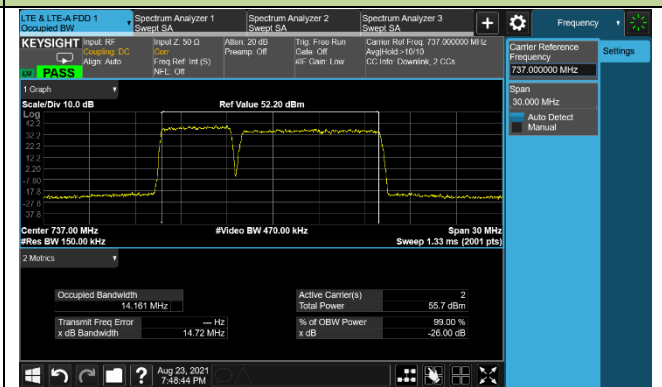 LTE & LTE-A FDD 1
Occupied BW
Spectrum Analyzer 1
Swept SA
Spectrum Analyzer 2
Swept SA
Spectrum Analyzer 3
Swept SA
+
Frequency
KEYSIGHT
Input: RF
Coupling: DC
Align: Auto
Input Z: 50 Ω
Corr
Freq Ref: Int (S)
NFE: Off
Atten: 20 dB
Preamp: Off
Trig: Free Run
Gate: Off
#IF Gain: Low
Carrier Ref Freq: 737.000000 MHz
Avg|Hold:>10/10
CC Info: Downlink, 2 CCs
LXI
PASS
Carrier Reference
Frequency
737.000000 MHz
Span
30.000 MHz
Auto Detect
Manual
Settings
1 Graph
Scale/Div 10.0 dB
Ref Value 52.20 dBm
Log
42.2
32.2
22.2
12.2
2.20
-7.80
-17.8
-27.8
-37.8
Center 737.00 MHz
#Video BW 470.00 kHz
Span 30 MHz
#Res BW 150.00 kHz
Sweep 1.33 ms (2001 pts)
2 Metrics
Occupied Bandwidth
14.161 MHz
Active Carrier(s) 2
Total Power 55.7 dBm
Transmit Freq Error --- Hz
x dB Bandwidth 14.72 MHz
% of OBW Power 99.00 %
x dB -26.00 dB
?
Aug 23, 2021
7:48:44 PM